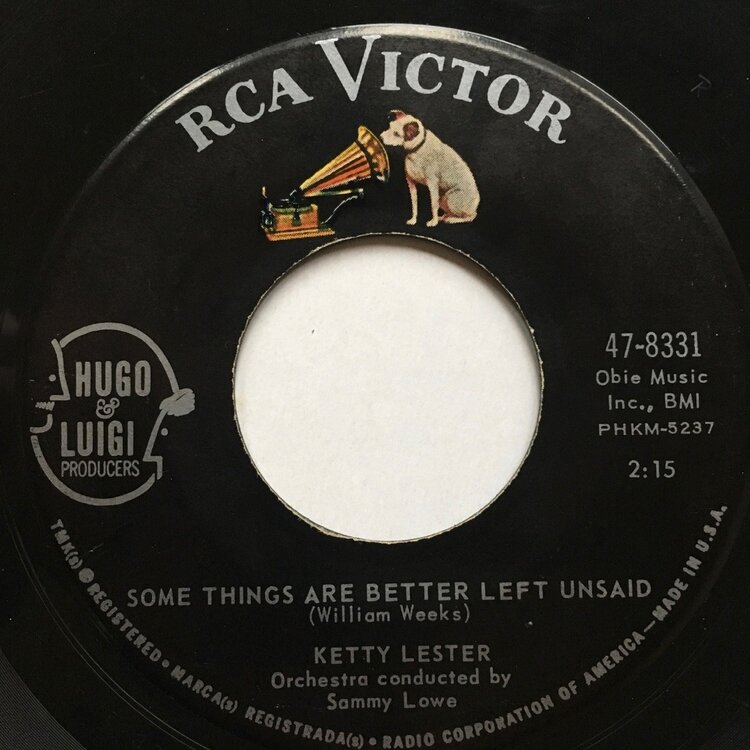 RCA VICTOR
HUGO
&
LUIGI
PRODUCERS
47-8331
Obie Music
Inc., BMI
PHKM-5237
2:15
SOME THINGS ARE BETTER LEFT UNSAID
(William Weeks)
KETTY LESTER
Orchestra conducted by
Sammy Lowe
TMK(s) ® REGISTERED • MARCA(s) REGISTRADA(s) • RADIO CORPORATION OF AMERICA—MADE IN U.S.A.